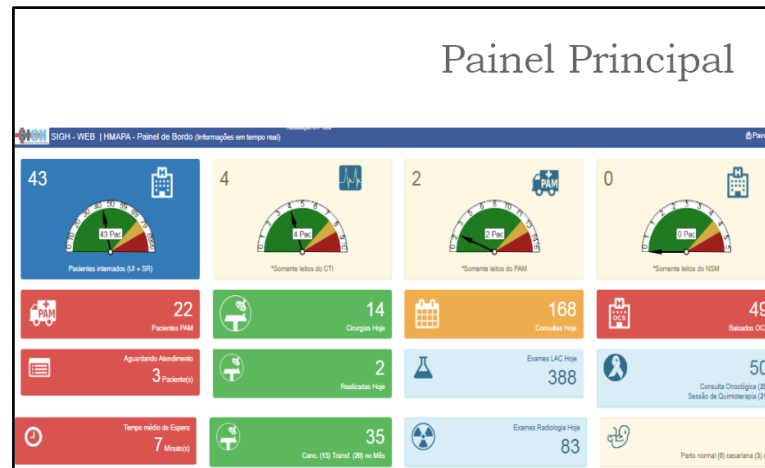 Painel Principal
SIGH - WEB | HMAPA - Painel de Bordo (Informações em tempo real)
43
43 Pac
Pacientes internados (UI + SR)
4
4 Pac
*Somente leitos do CTI
2
PAM
2 Pac
*Somente leitos do PAM
0
0 Pac
*Somente leitos do NSM
PAM
22
Pacientes PAM
14
Cirurgias Hoje
168
Consultas Hoje
OCS
49
Baixados OC
Aguardando Atendimento
3 Paciente(s)
2
Realizadas Hoje
Exames LAC Hoje
388
50
Consulta Oncológica
Sessão de Quimioterapia
Tempo médio de Espera
7 Minuto(s)
35
Canc. (13) Transf. (20) no Mês
Exames Radiologia Hoje
83
Parto normal (0) cesariana (5)